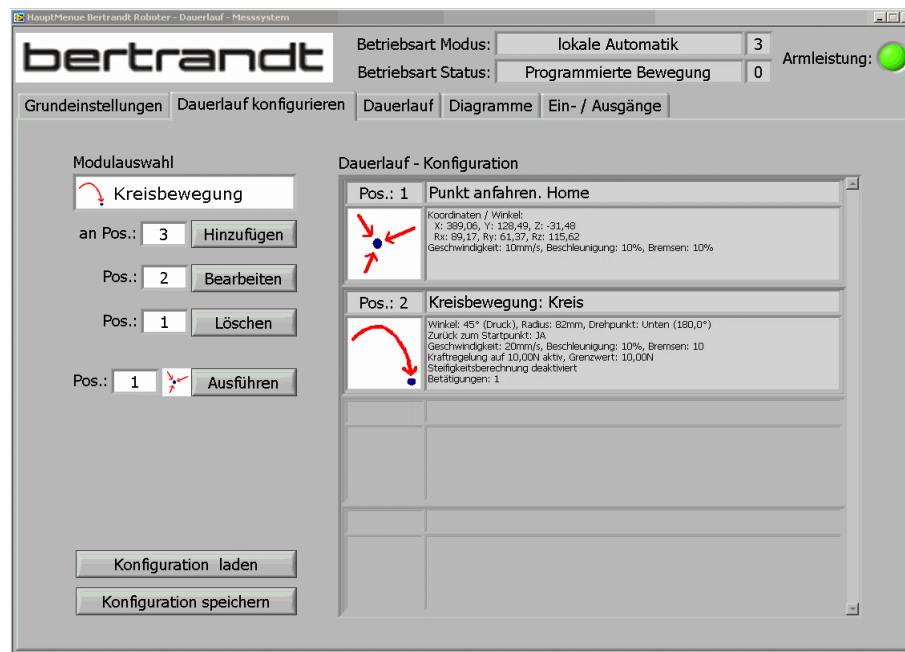 HauptMenue Bertrandt Roboter - Dauerlauf - Messsystem
bertrandt
Betriebsart Modus: lokale Automatik 3
Betriebsart Status: Programmierte Bewegung 0
Armleistung:
Grundeinstellungen Dauerlauf konfigurieren Dauerlauf Diagramme Ein- / Ausgänge
Modulauswahl
Kreisbewegung
an Pos.: 3 Hinzufügen
Pos.: 2 Bearbeiten
Pos.: 1 Löschen
Pos.: 1 Ausführen
Konfiguration laden
Konfiguration speichern
Dauerlauf - Konfiguration
Pos.: 1 Punkt anfahren. Home
Koordinaten / Winkel:
X: 389,06, Y: 128,49, Z: -31,48
Rx: 89,17, Ry: 61,37, Rz: 115,62
Geschwindigkeit: 10mm/s, Beschleunigung: 10%, Bremsen: 10%
Pos.: 2 Kreisbewegung: Kreis
Winkel: 45° (Druck), Radius: 82mm, Drehpunkt: Unten (180,0°)
Zurück zum Startpunkt: JA
Geschwindigkeit: 20mm/s, Beschleunigung: 10%, Bremsen: 10
Kraftregelung auf 10,00N aktiv, Grenzwert: 10,00N
Steifigkeitsberechnung deaktiviert
Betätigungen: 1